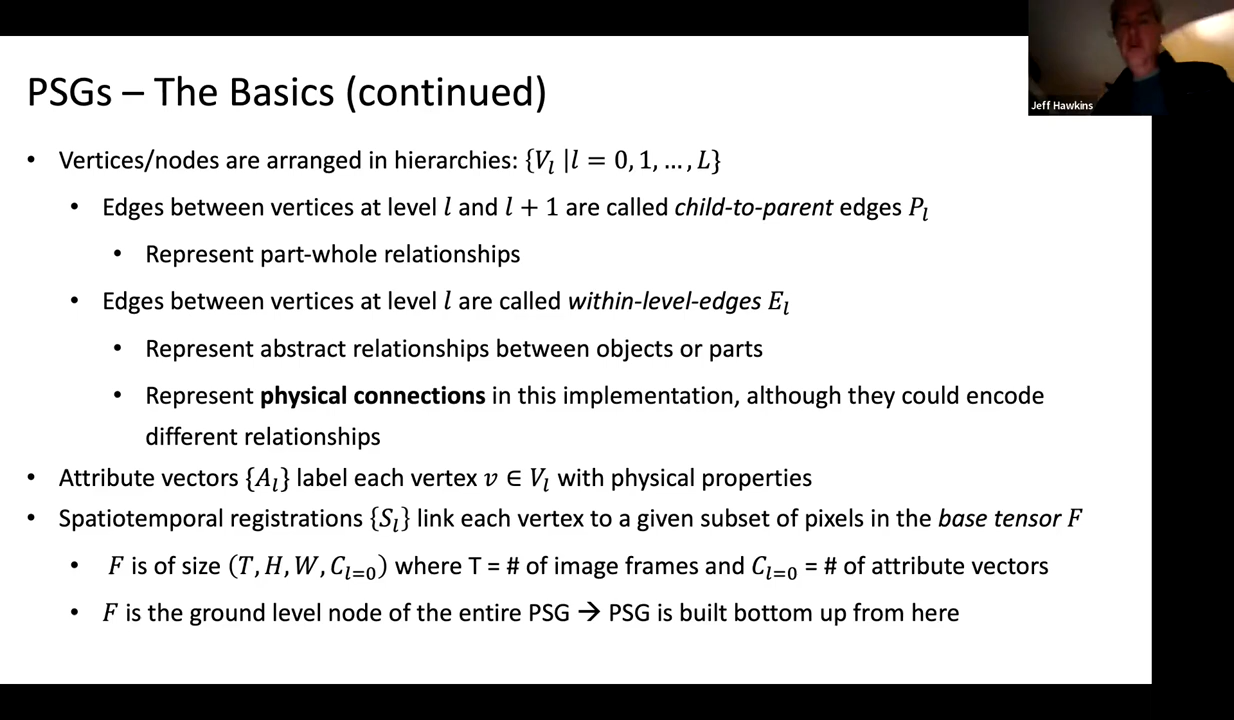 PSGs – The Basics (continued)
Jeff Hawkins
• Vertices/nodes are arranged in hierarchies: {V_l | l = 0, 1, ..., L}
• Edges between vertices at level l and l + 1 are called child-to-parent edges P_l
• Represent part-whole relationships
• Edges between vertices at level l are called within-level-edges E_l
• Represent abstract relationships between objects or parts
• Represent physical connections in this implementation, although they could encode
different relationships
• Attribute vectors {A_l} label each vertex v ∈ V_l with physical properties
• Spatiotemporal registrations {S_l} link each vertex to a given subset of pixels in the base tensor F
• F is of size (T, H, W, C_{l=0}) where T = # of image frames and C_{l=0} = # of attribute vectors
• F is the ground level node of the entire PSG → PSG is built bottom up from here